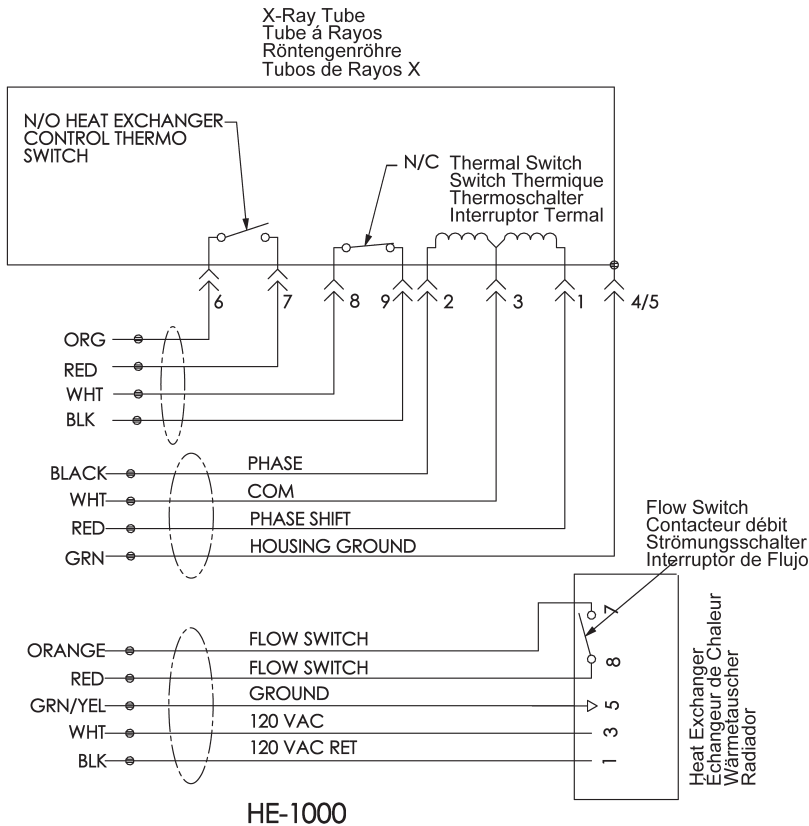 X-Ray Tube
Tube á Rayos
Röntengenröhre
Tubos de Rayos X
N/O HEAT EXCHANGER
CONTROL THERMO
SWITCH
N/C Thermal Switch
Switch Thermique
Thermoschalter
Interruptor Termal
6 7 8 9 2 3 1 4/5
ORG
RED
WHT
BLK
BLACK PHASE
WHT COM
RED PHASE SHIFT
GRN HOUSING GROUND
Flow Switch
Contacteur débit
Strömungsschalter
Interruptor de Flujo
7
ORANGE FLOW SWITCH
8
RED FLOW SWITCH
GRN/YEL GROUND 5
WHT 120 VAC 3
BLK 120 VAC RET 1
Heat Exchanger
Échangeur de Chaleur
Wärmetauscher
Radiador
HE-1000